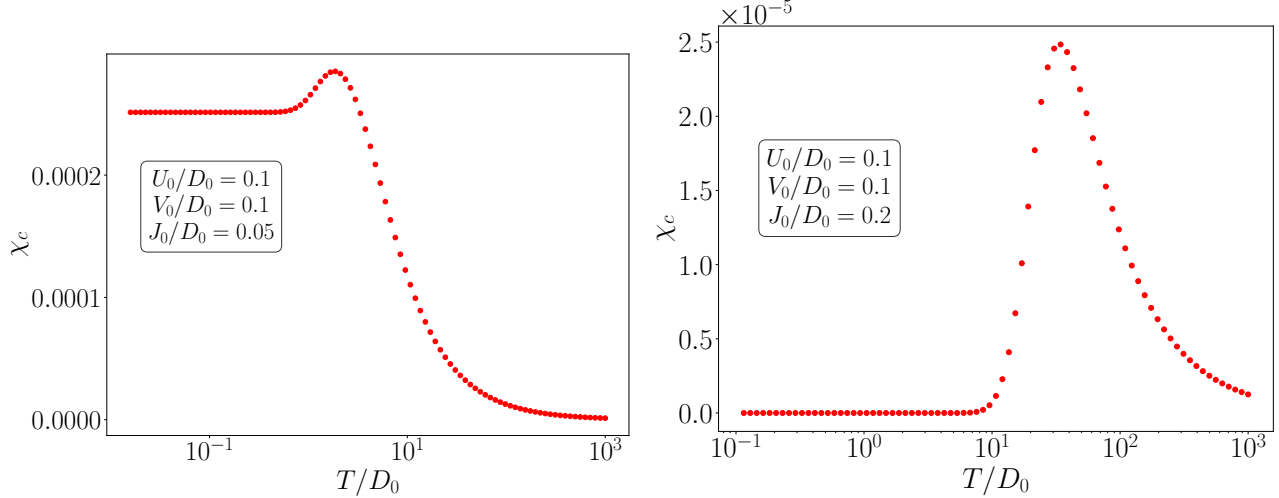 χ_c
0.0002
0.0001
0.0000
U_0/D_0 = 0.1
V_0/D_0 = 0.1
J_0/D_0 = 0.05
10^{-1}
10^1
10^3
T/D_0
×10^{-5}
χ_c
2.5
2.0
1.5
1.0
0.5
0.0
U_0/D_0 = 0.1
V_0/D_0 = 0.1
J_0/D_0 = 0.2
10^{-1}
10^0
10^1
10^2
10^3
T/D_0